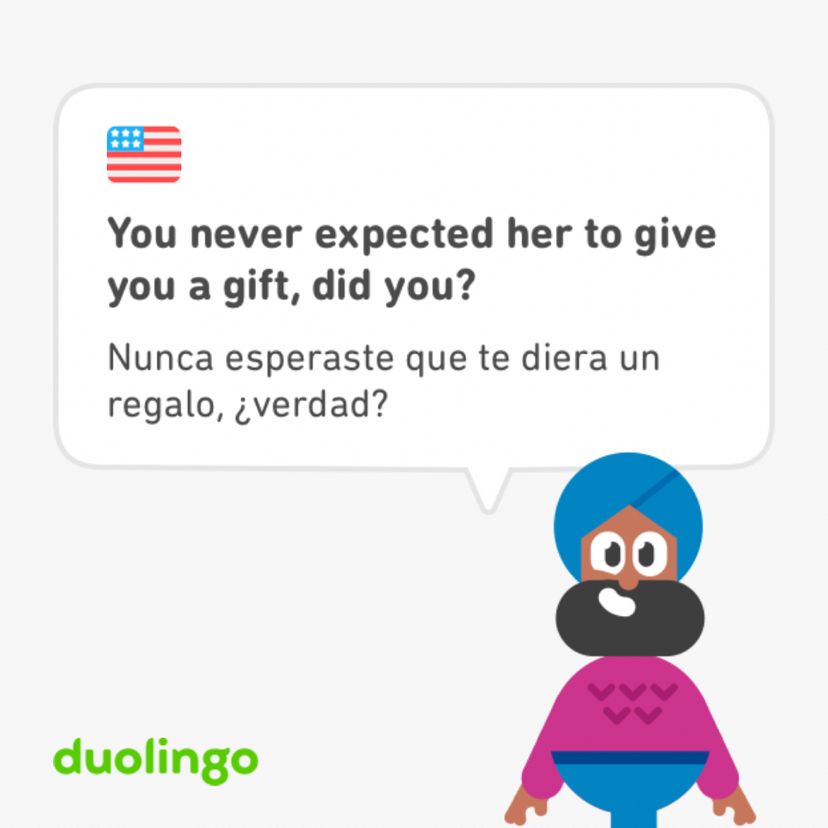 You never expected her to give
you a gift, did you?
Nunca esperaste que te diera un
regalo, ¿verdad?
duolingo